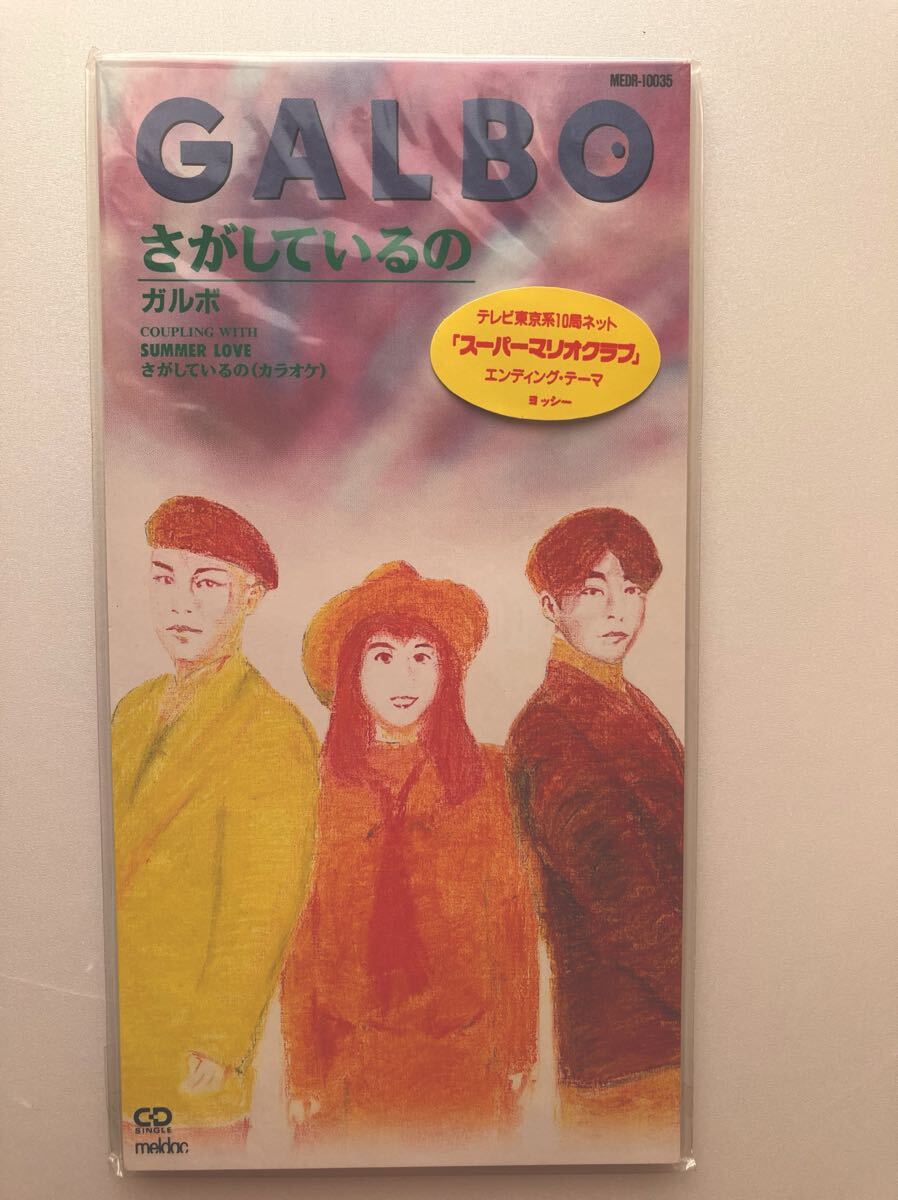 MEDR-10035
GALBO
さがしているの
ガルボ
COUPLING WITH
SUMMER LOVE
さがしているの(カラオケ)
テレビ東京系10局ネット
「スーパーマリオクラブ」
エンディング・テーマ
ヨッシー
CD
SINGLE
meldac